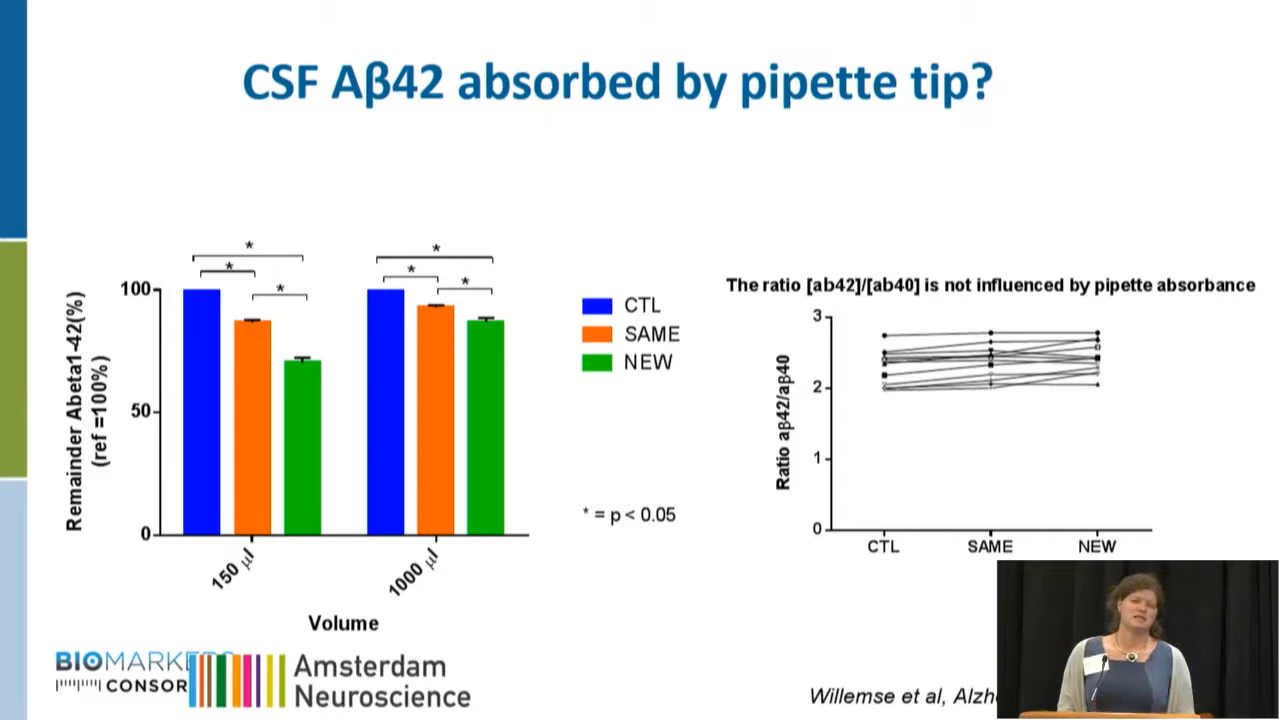 CSF Aβ42 absorbed by pipette tip?
Remainder Abeta1-42(%)
(ref =100%)
100
50
0
*
*
*
*
*
*
150 µl
1000 µl
Volume
CTL
SAME
NEW
* = p < 0.05
The ratio [ab42]/[ab40] is not influenced by pipette absorbance
Ratio aβ42/aβ40
3
2
1
0
CTL
SAME
NEW
BIOMARKERS
CONSOR
Amsterdam
Neuroscience
Willemse et al,